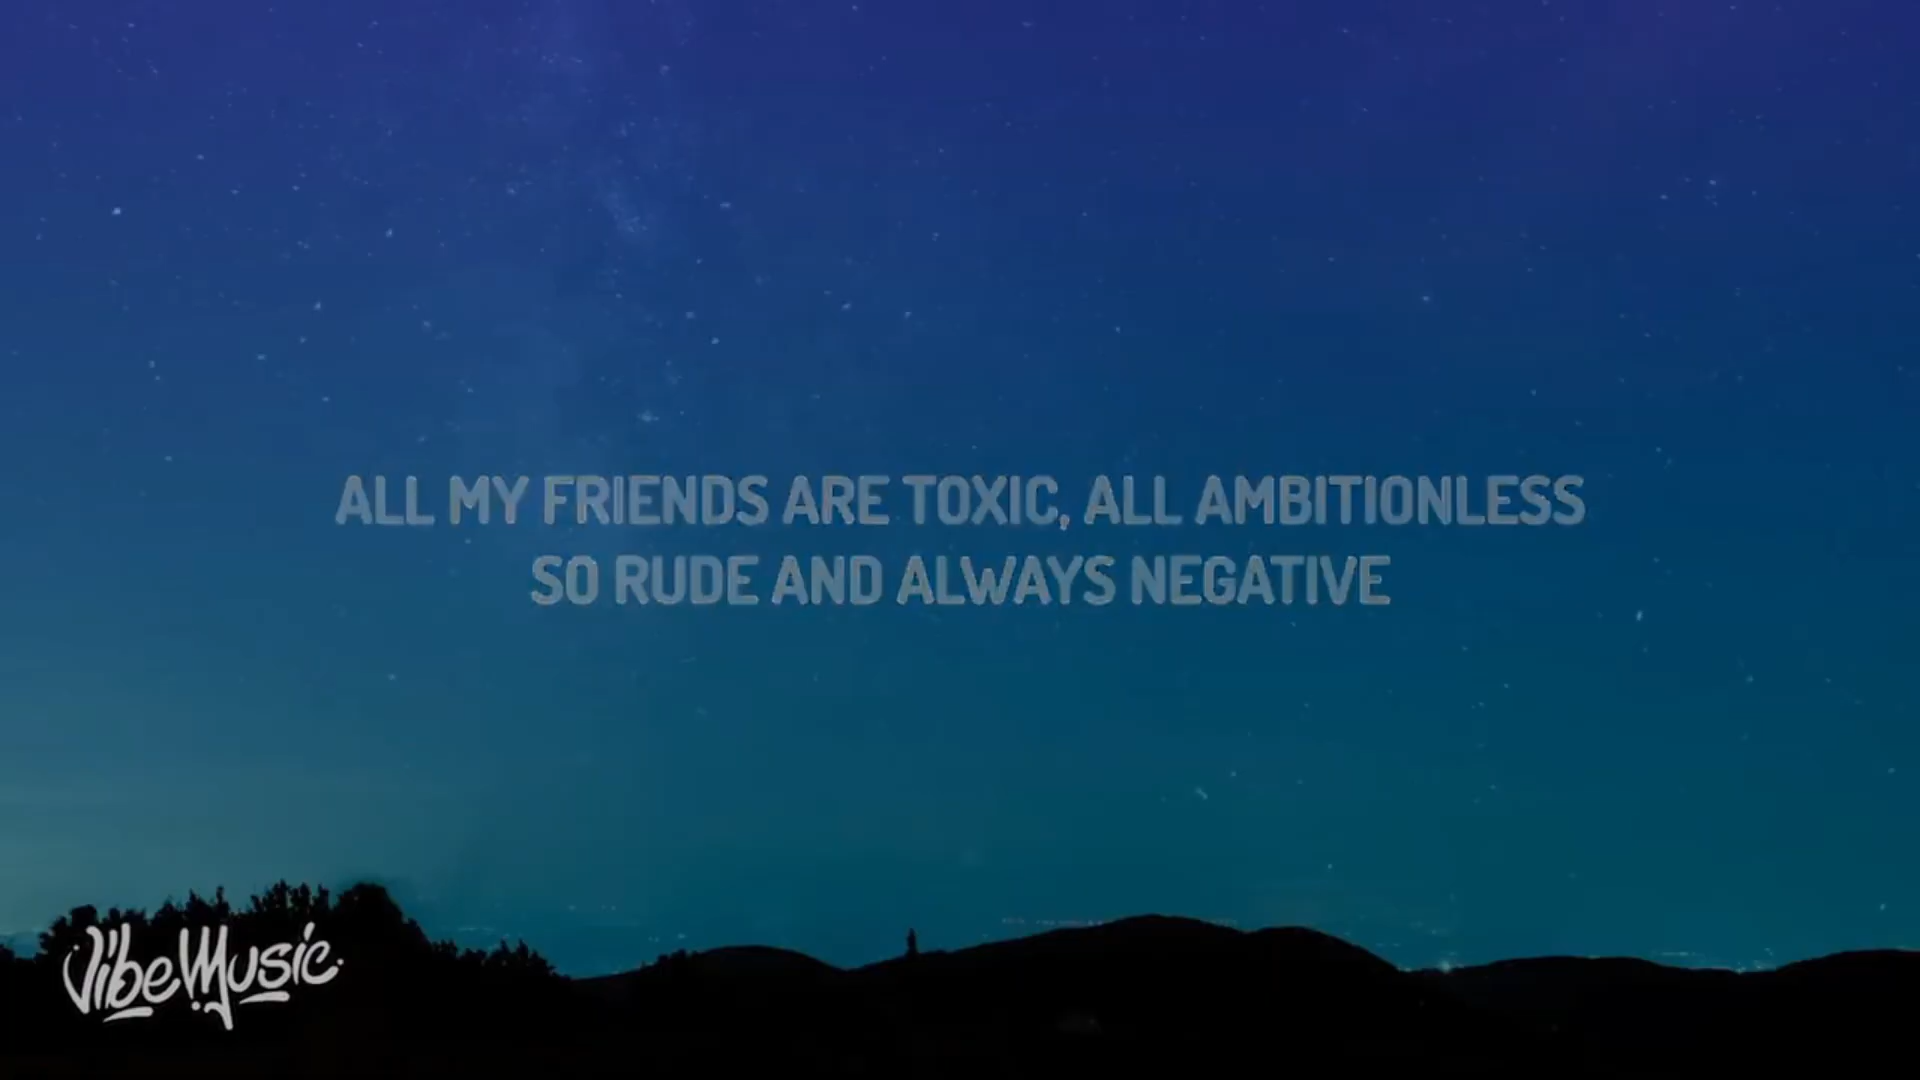 ALL MY FRIENDS ARE TOXIC, ALL AMBITIONLESS
SO RUDE AND ALWAYS NEGATIVE
VibeMusic